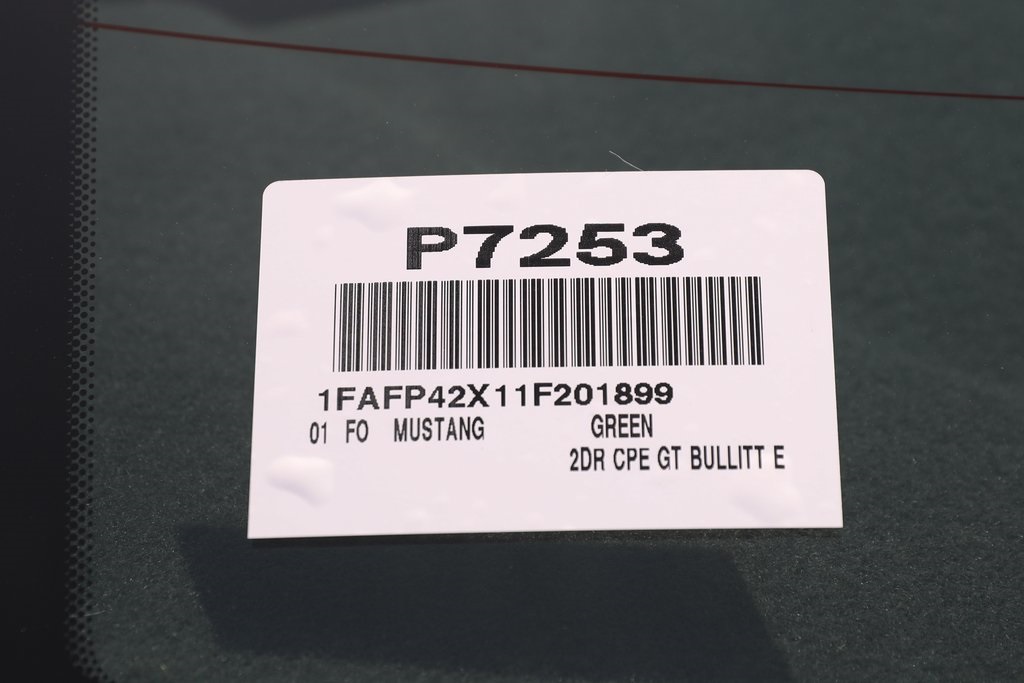 P7253
1FAFP42X11F201899
01 FO MUSTANG GREEN
2DR CPE GT BULLITT E